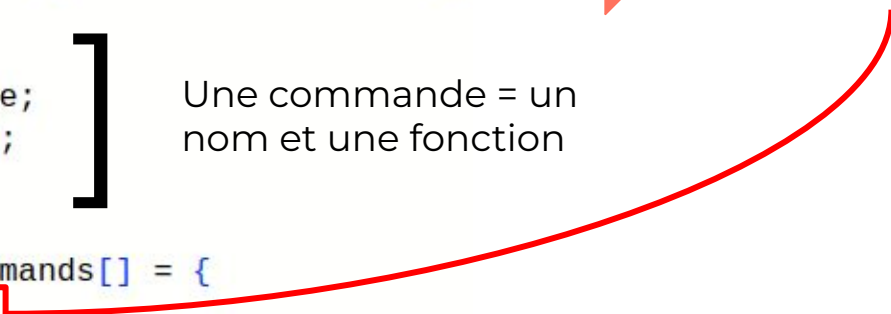 e;
;
Une commande = un
nom et une fonction
mands[] = {